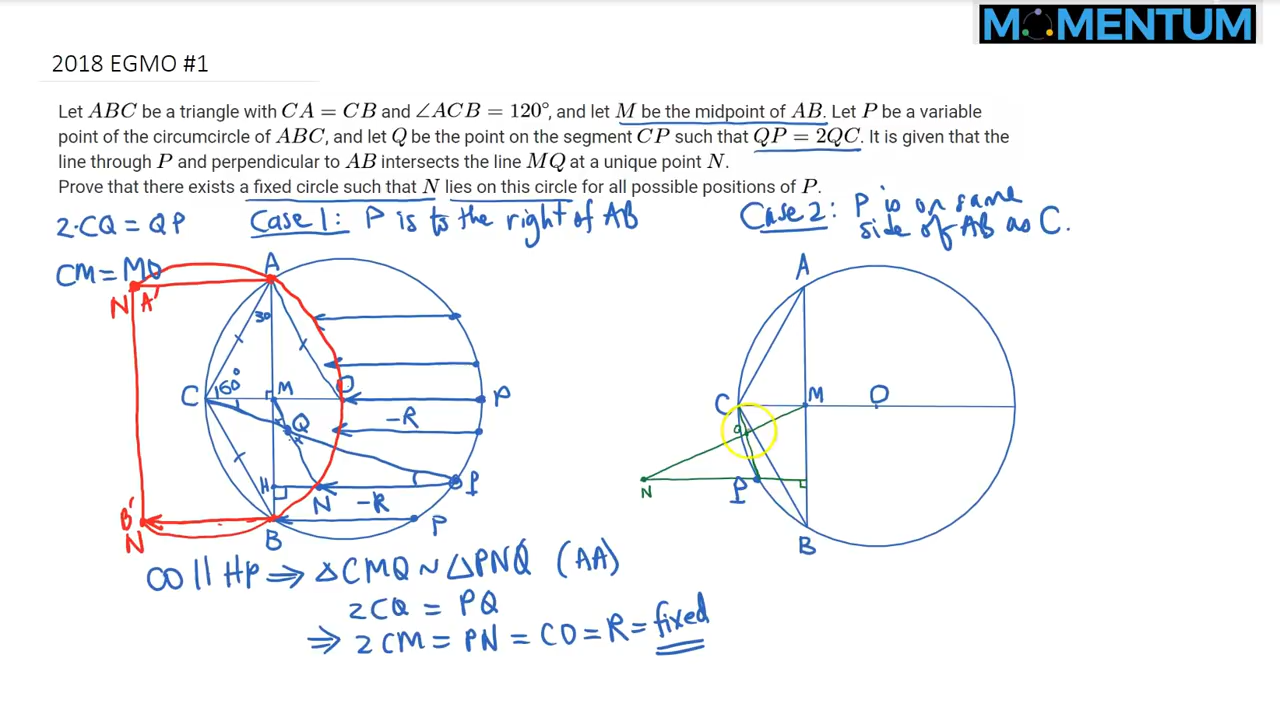 MOMENTUM
2018 EGMO #1
Let ABC be a triangle with CA = CB and ∠ACB = 120°, and let M be the midpoint of AB. Let P be a variable
point of the circumcircle of ABC, and let Q be the point on the segment CP such that QP = 2QC. It is given that the
line through P and perpendicular to AB intersects the line MQ at a unique point N.
Prove that there exists a fixed circle such that N lies on this circle for all possible positions of P.
2·CQ = QP
Case 1: P is to the right of AB
Case 2: P is on same
side of AB as C.
CM = MO
A
N A'
30
C 160°
M
O
P
Q
-R
H
N
-R
P
B'
N
B
P
A
C
M
O
Q
N
P
B
CO || HP ⇒ △CMQ ~ △PNQ (AA)
2CQ = PQ
⇒ 2CM = PN = CO = R = fixed